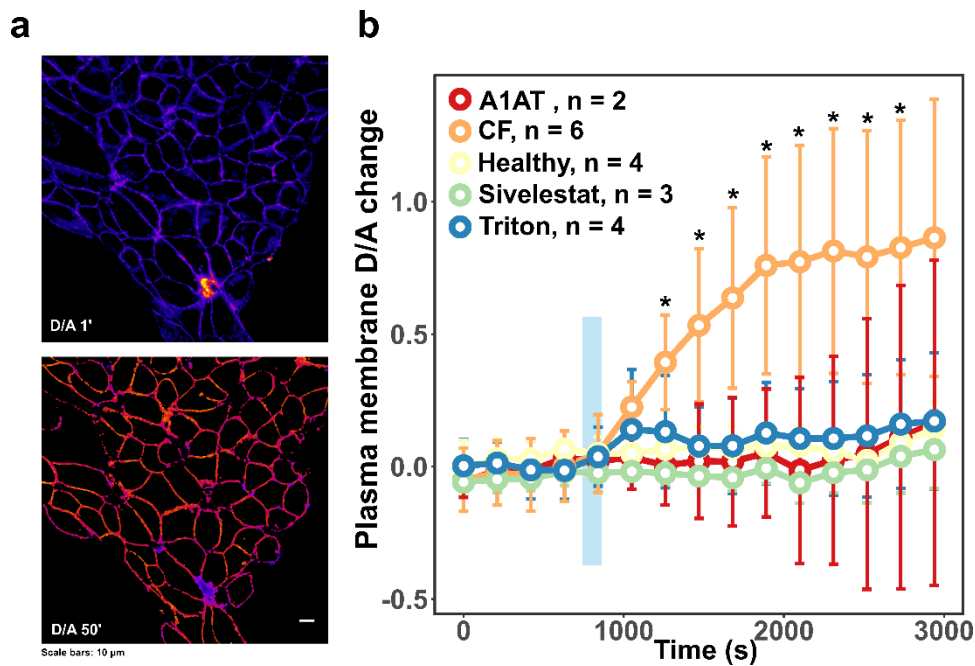 a
D/A 1'
D/A 50'
Scale bars: 10 µm
b
A1AT , n = 2
CF, n = 6
Healthy, n = 4
Sivelestat, n = 3
Triton, n = 4
* * * * * * * * *
Plasma membrane D/A change
1.0
0.5
0.0
-0.5
0 1000 2000 3000
Time (s)